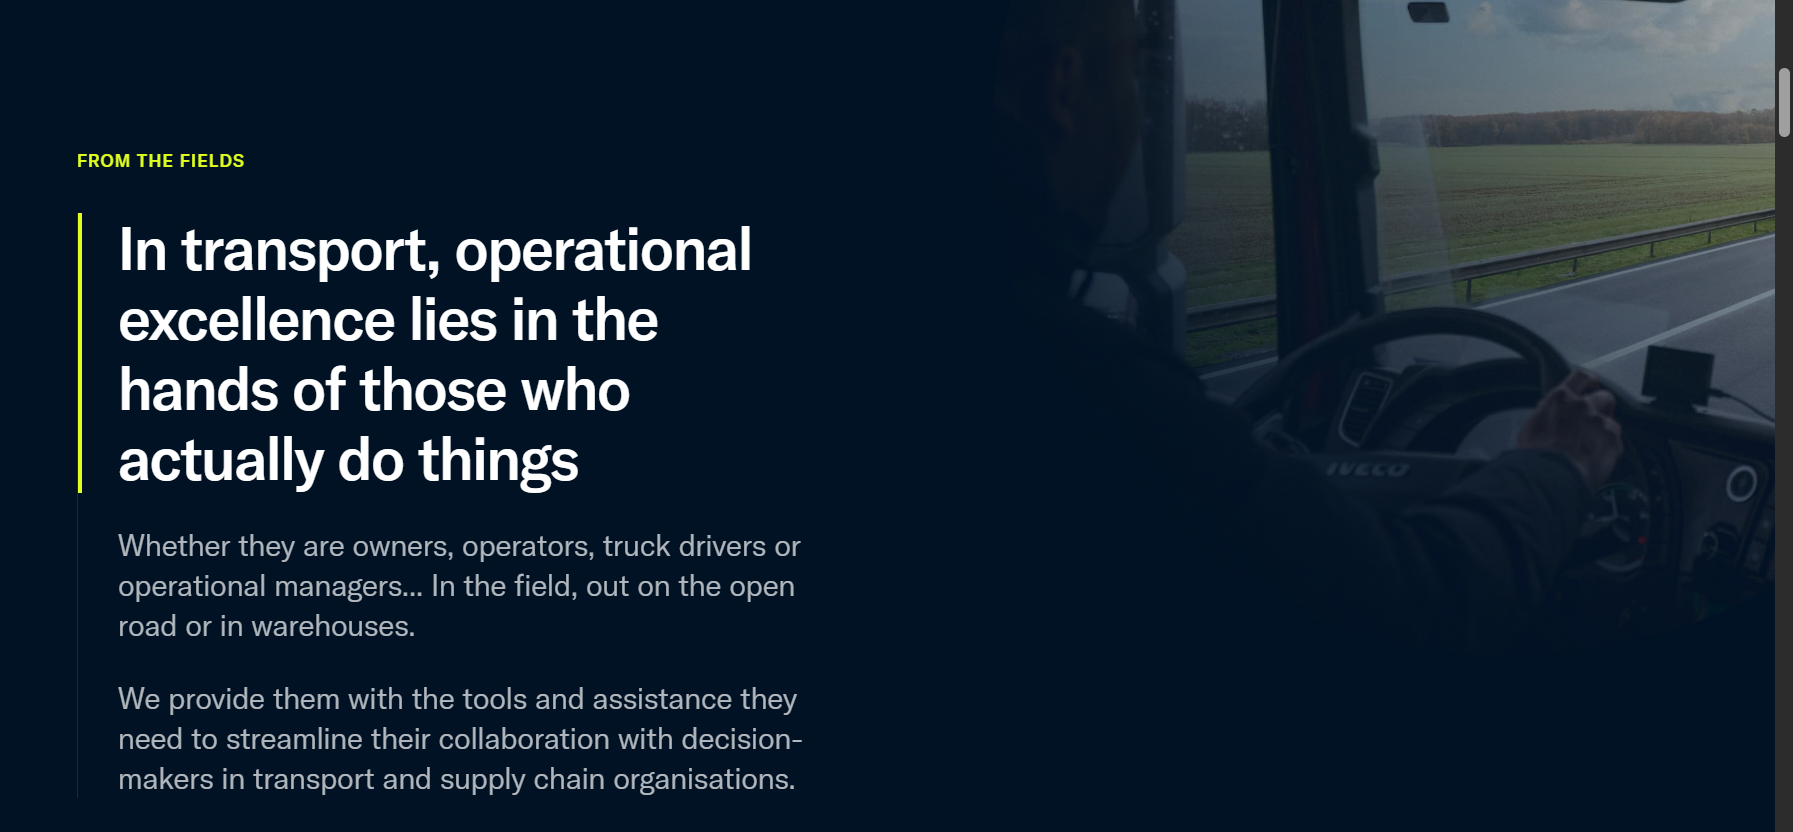 FROM THE FIELDS
In transport, operational
excellence lies in the
hands of those who
actually do things
Whether they are owners, operators, truck drivers or
operational managers... In the field, out on the open
road or in warehouses.
We provide them with the tools and assistance they
need to streamline their collaboration with decision-
makers in transport and supply chain organisations.
IVECO